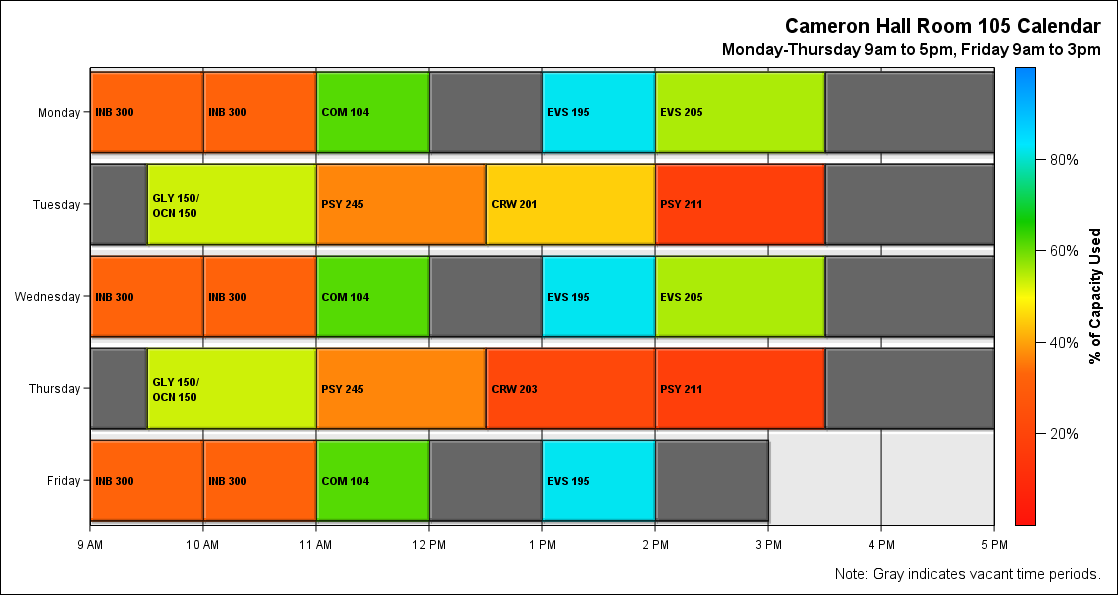 Cameron Hall Room 105 Calendar
Monday-Thursday 9am to 5pm, Friday 9am to 3pm
Monday
INB 300
INB 300
COM 104
EVS 195
EVS 205
Tuesday
GLY 150/
OCN 150
PSY 245
CRW 201
PSY 211
Wednesday
INB 300
INB 300
COM 104
EVS 195
EVS 205
Thursday
GLY 150/
OCN 150
PSY 245
CRW 203
PSY 211
Friday
INB 300
INB 300
COM 104
EVS 195
9 AM
10 AM
11 AM
12 PM
1 PM
2 PM
3 PM
4 PM
5 PM
80%
60%
40%
20%
% of Capacity Used
Note: Gray indicates vacant time periods.